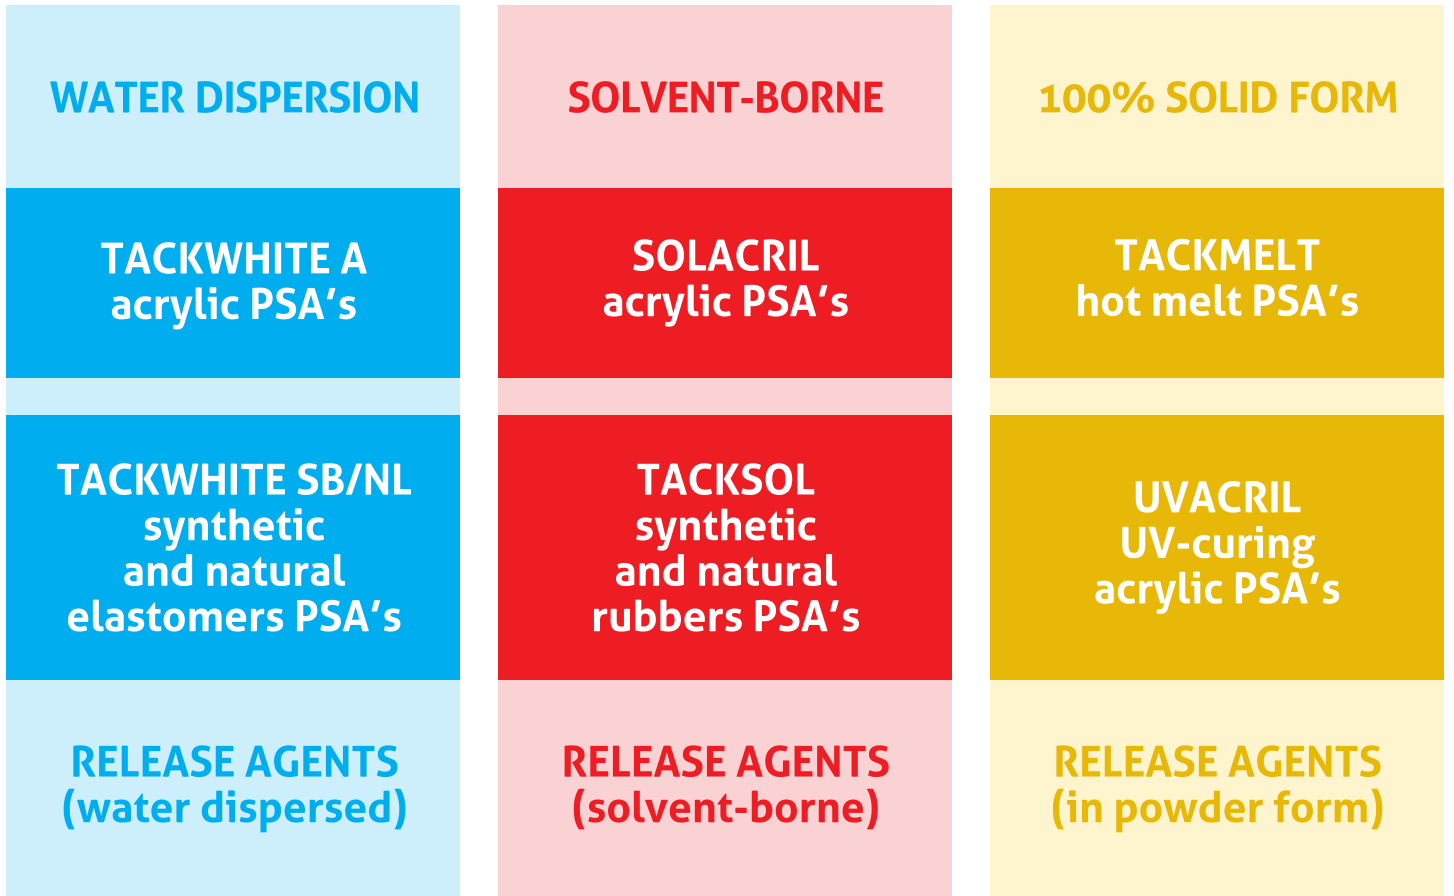 WATER DISPERSION
TACKWHITE A
acrylic PSA's
TACKWHITE SB/NL
synthetic
and natural
elastomers PSA's
RELEASE AGENTS
(water dispersed)
SOLVENT-BORNE
SOLACRIL
acrylic PSA's
TACKSOL
synthetic
and natural
rubbers PSA's
RELEASE AGENTS
(solvent-borne)
100% SOLID FORM
TACKMELT
hot melt PSA's
UVACRIL
UV-curing
acrylic PSA's
RELEASE AGENTS
(in powder form)